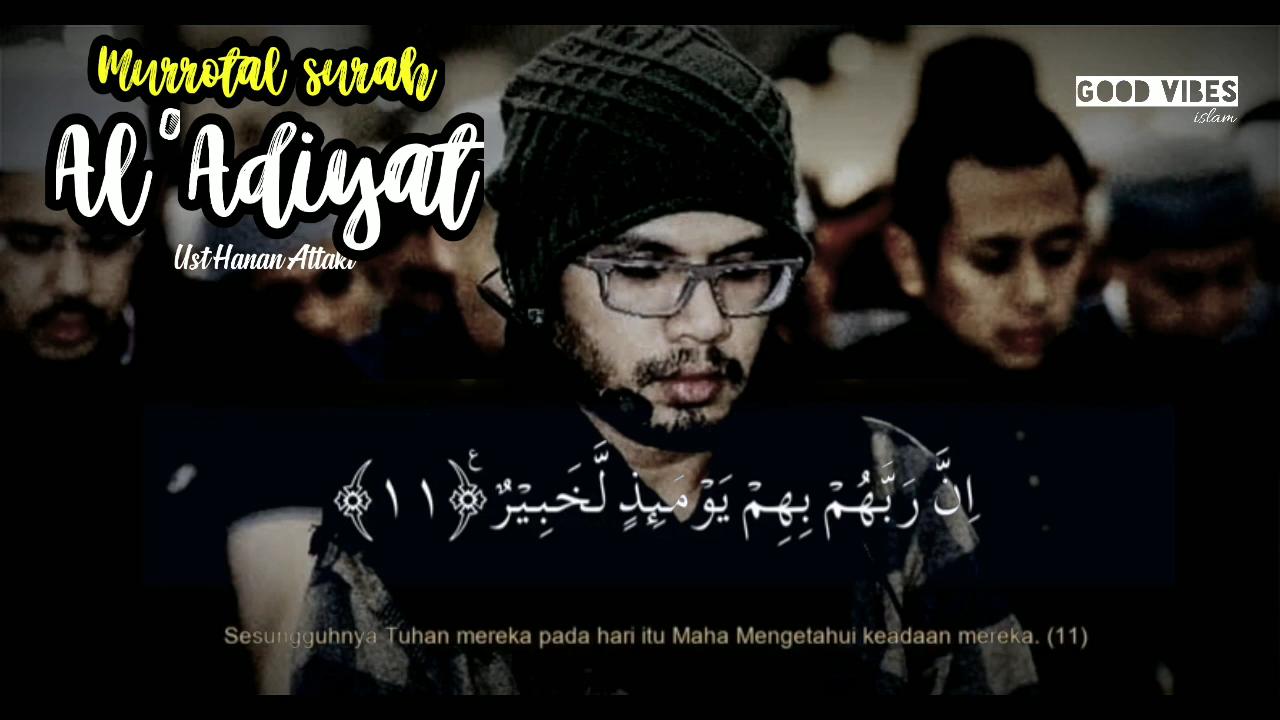 Murrotal surah
Al 'Adiyat
Ust Hanan Attaki
GOOD VIBES
islam
اِنَّ رَبَّهُمْ بِهِمْ يَوْمَىِٕذٍ لَّخَبِيْرٌ ࣖ ﴿١١﴾
Sesungguhnya Tuhan mereka pada hari itu Maha Mengetahui keadaan mereka. (11)